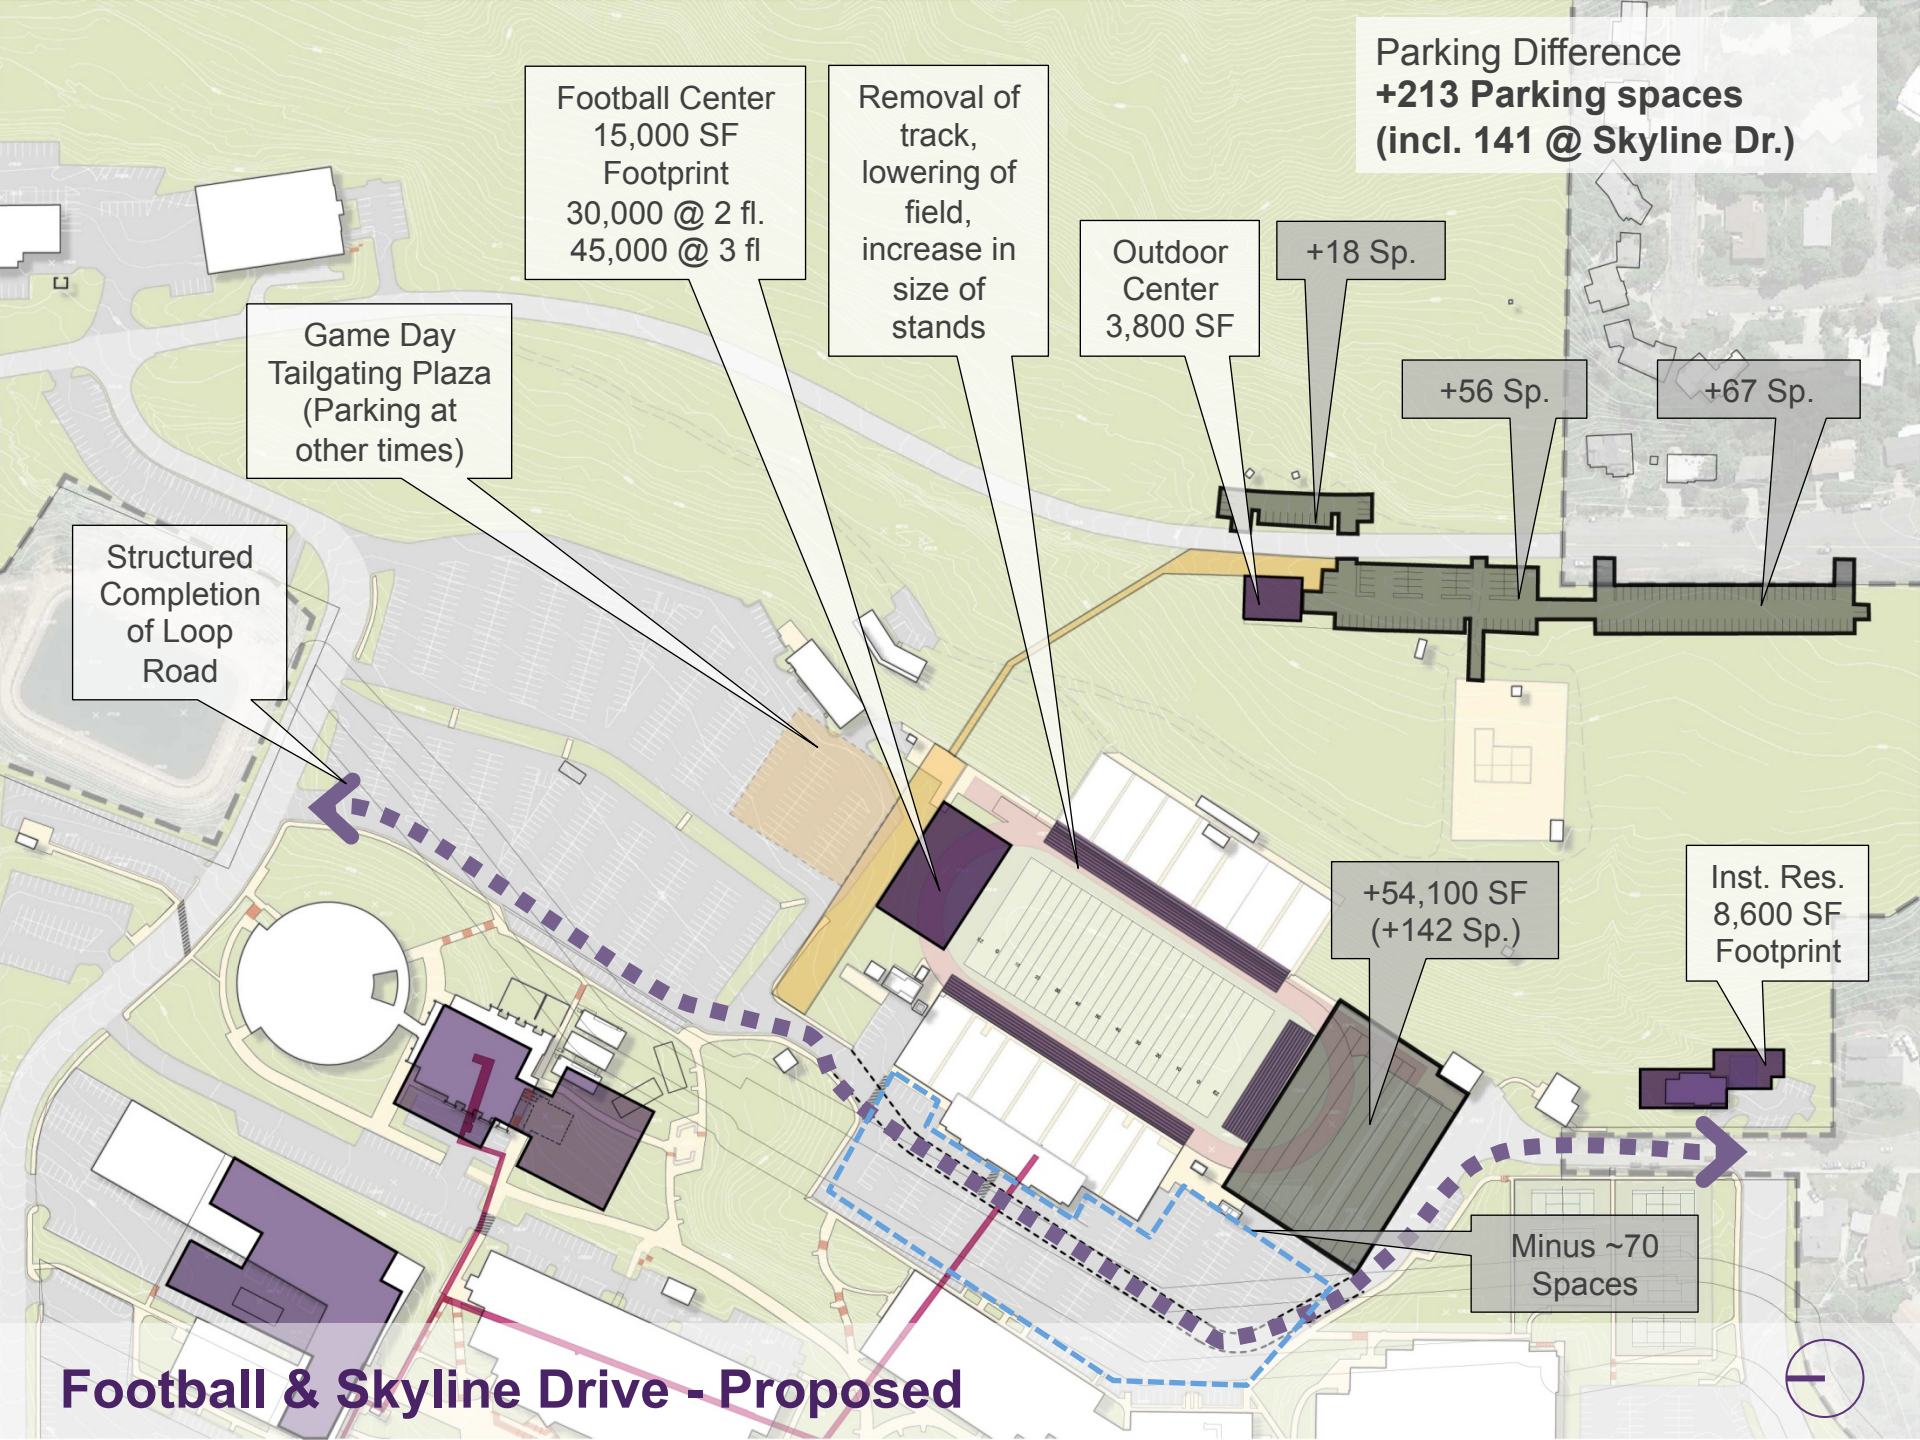 Parking Difference
+213 Parking spaces
(incl. 141 @ Skyline Dr.)
Football Center
15,000 SF
Footprint
30,000 @ 2 fl.
45,000 @ 3 fl
Removal of
track,
lowering of
field,
increase in
size of
stands
Outdoor
Center
3,800 SF
+18 Sp.
+56 Sp.
+67 Sp.
Game Day
Tailgating Plaza
(Parking at
other times)
Structured
Completion
of Loop
Road
+54,100 SF
(+142 Sp.)
Inst. Res.
8,600 SF
Footprint
Minus ~70
Spaces
Football & Skyline Drive - Proposed